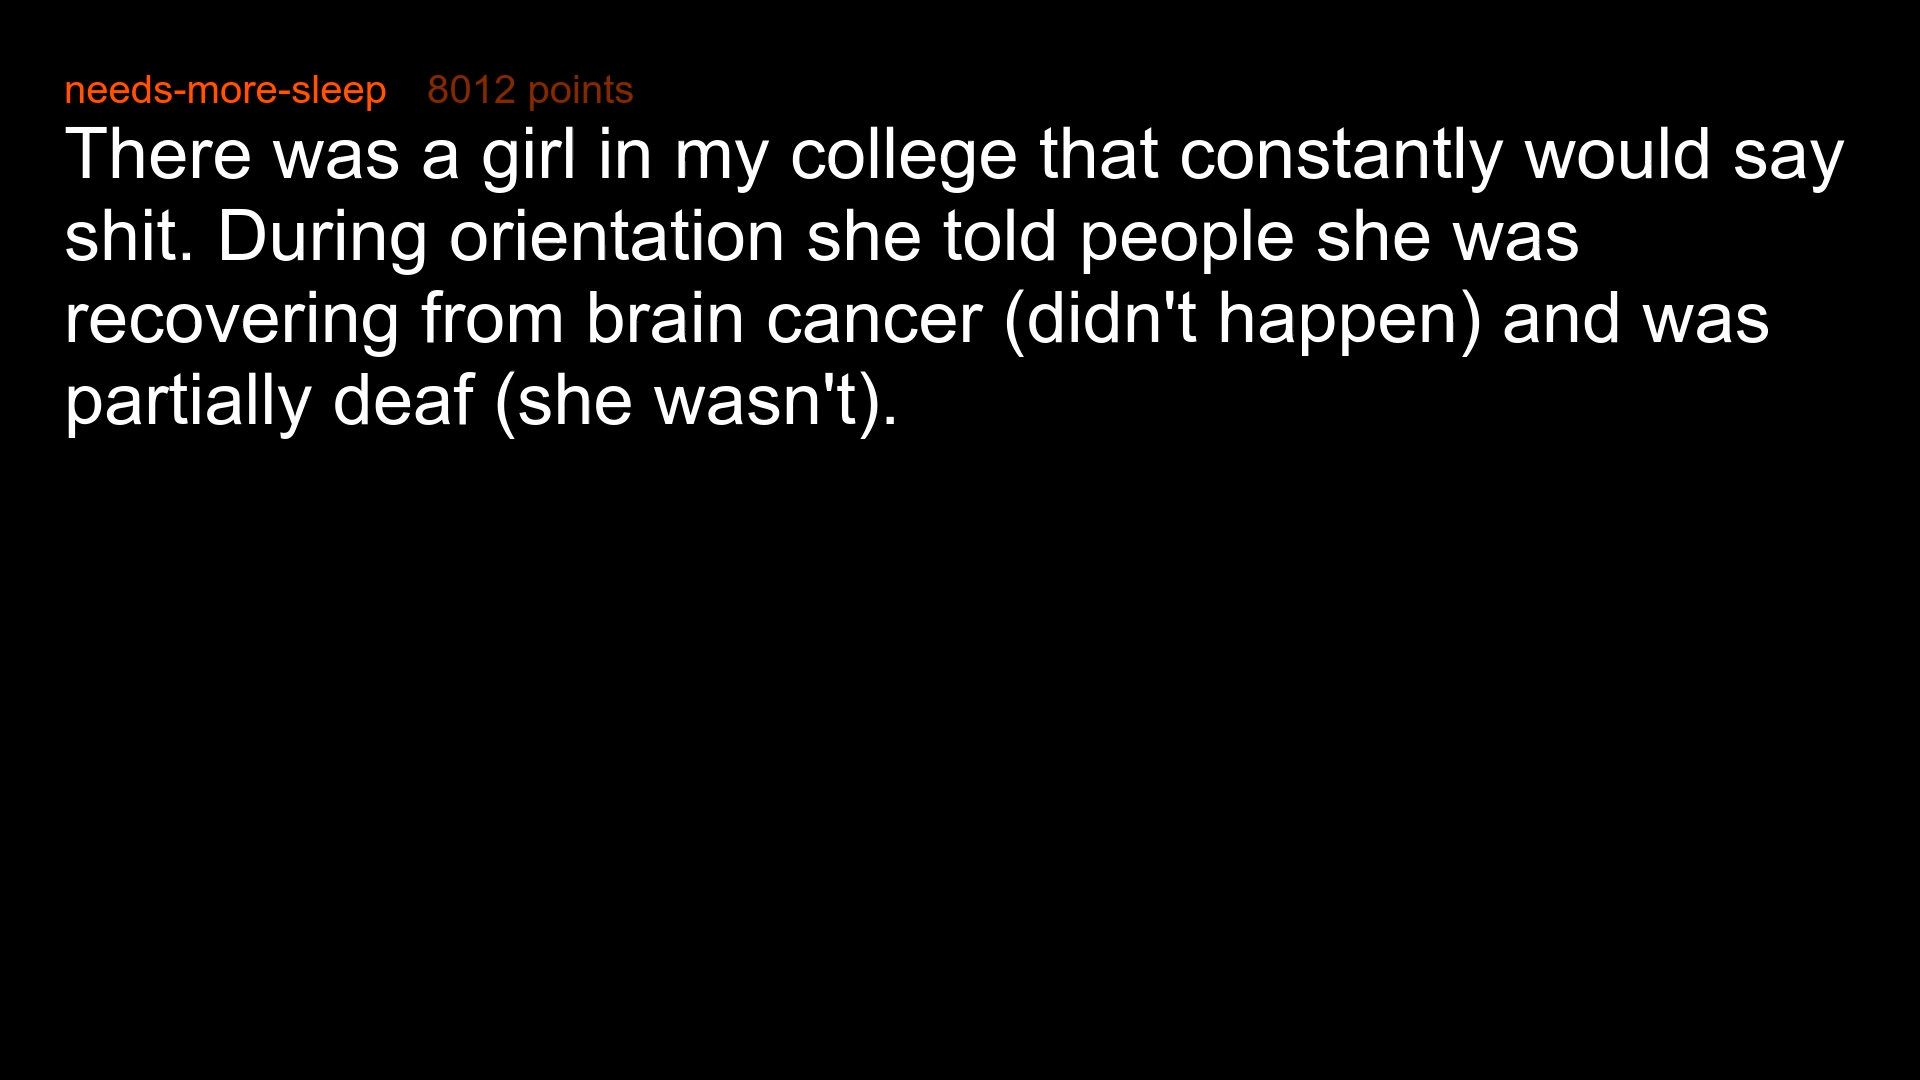 needs-more-sleep 8012 points
There was a girl in my college that constantly would say
shit. During orientation she told people she was
recovering from brain cancer (didn't happen) and was
partially deaf (she wasn't).